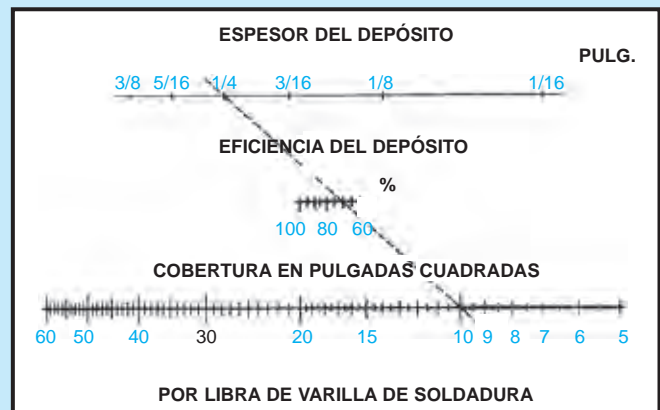 ESPESOR DEL DEPÓSITO
PULG.
3/8 5/16 1/4 3/16 1/8 1/16
EFICIENCIA DEL DEPÓSITO
%
100 80 60
COBERTURA EN PULGADAS CUADRADAS
60 50 40 30 20 15 10 9 8 7 6 5
POR LIBRA DE VARILLA DE SOLDADURA